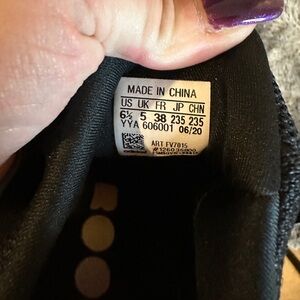 MADE IN CHINA
US UK FR JP CHN
6½ 5 38 235 235
YYA 606001 06/20
ART FV7015